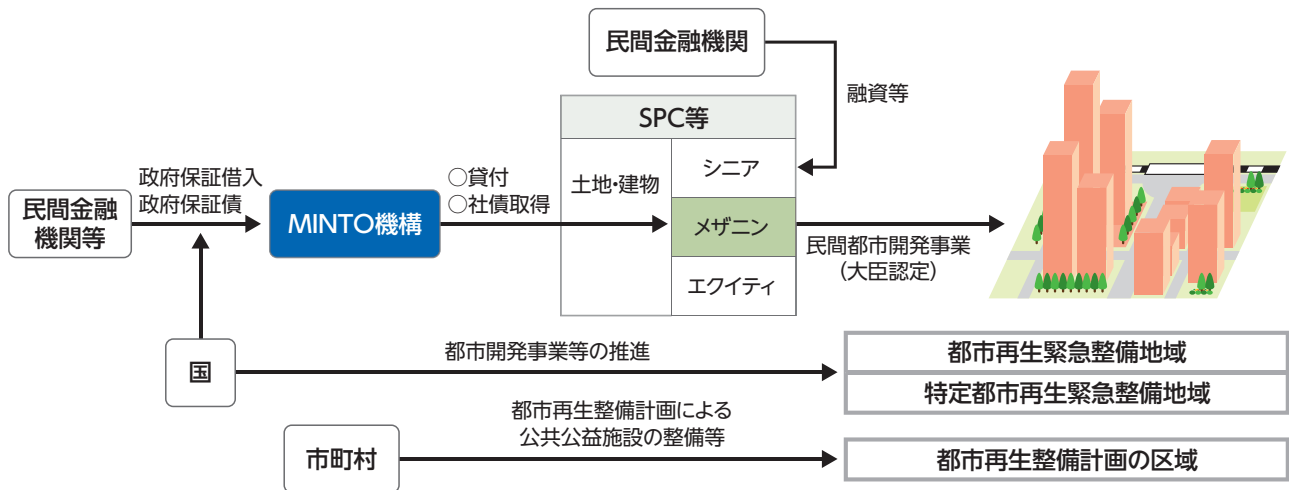 民間金融機関
融資等
SPC等
土地・建物
シニア
メザニン
エクイティ
政府保証借入
政府保証債
○貸付
○社債取得
民間金融
機関等
MINTO機構
民間都市開発事業
（大臣認定）
国
都市開発事業等の推進
都市再生緊急整備地域
特定都市再生緊急整備地域
市町村
都市再生整備計画による
公共公益施設の整備等
都市再生整備計画の区域